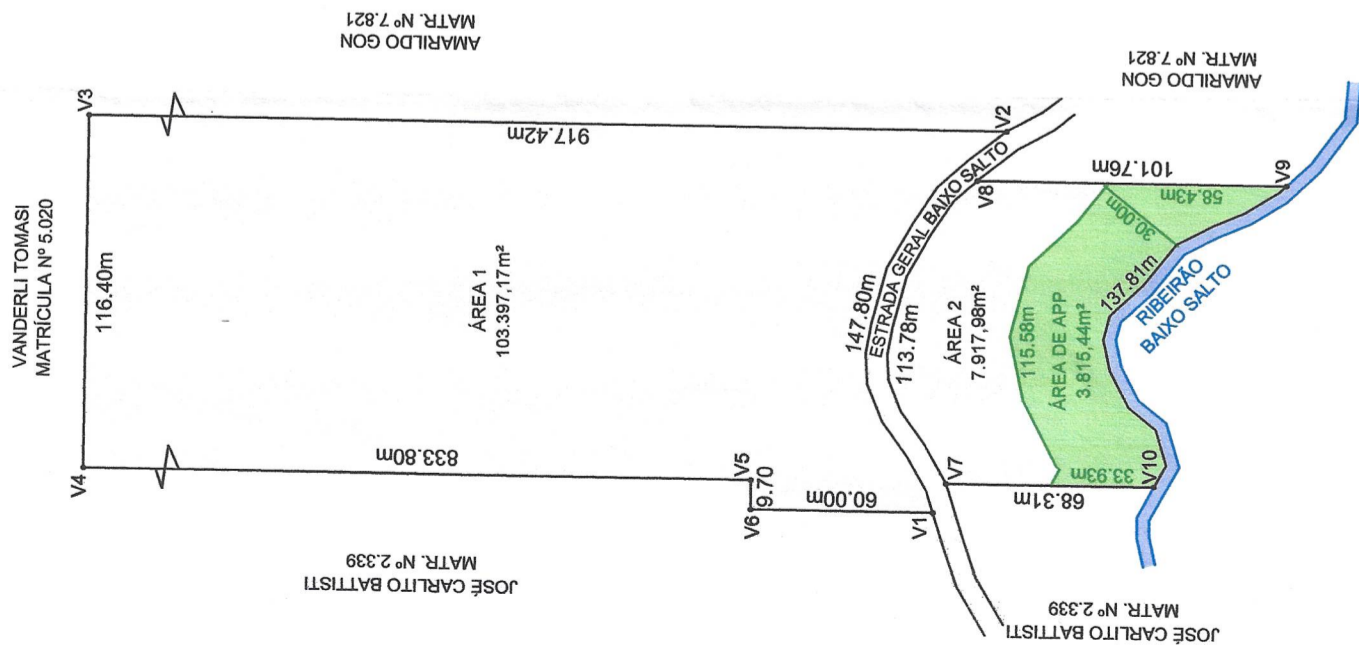 VANDERLI TOMASI
MATRÍCULA Nº 5.020
V4
116.40m
V3
AMARILDO GON
MATR. Nº 7.821
833.80m
917.42m
ÁREA 1
103.397,17m²
JOSÉ CARLITO BATTISTI
MATR. Nº 2.339
V5
9.70
V6
60.00m
V1
147.80m
ESTRADA GERAL BAIXO SALTO
113.78m
V2
V7
V8
AMARILDO GON
MATR. Nº 7.821
ÁREA 2
7.917,98m²
101.76m
68.31m
115.58m
ÁREA DE APP
3.815,44m²
30.00m
58.43m
33.93m
137.81m
V9
V10
RIBEIRÃO
BAIXO SALTO
JOSÉ CARLITO BATTISTI
MATR. Nº 2.339